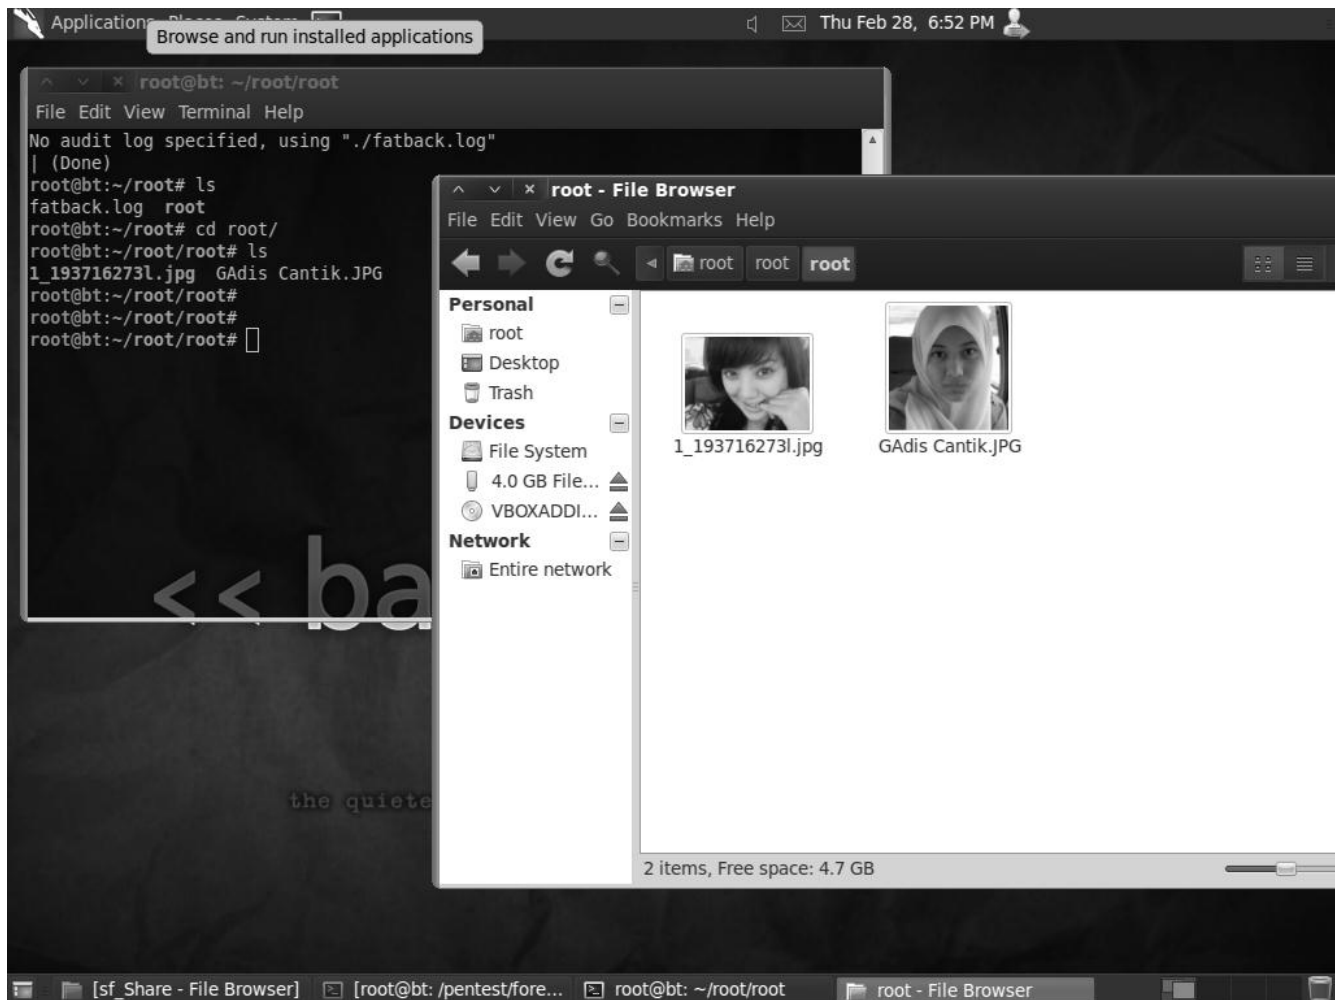 Applications Places System
Thu Feb 28, 6:52 PM
Browse and run installed applications
root@bt: ~/root/root
File Edit View Terminal Help
No audit log specified, using "./fatback.log"
| (Done)
root@bt:~/root# ls
fatback.log root
root@bt:~/root# cd root/
root@bt:~/root/root# ls
1_193716273l.jpg GAdis Cantik.JPG
root@bt:~/root/root#
root@bt:~/root/root#
root@bt:~/root/root#
<< ba
the quiete
root - File Browser
File Edit View Go Bookmarks Help
root root root
Personal
root
Desktop
Trash
Devices
File System
4.0 GB File...
VBOXADDI...
Network
Entire network
1_193716273l.jpg
GAdis Cantik.JPG
2 items, Free space: 4.7 GB
[sf_Share - File Browser]
[root@bt: /pentest/fore...
root@bt: ~/root/root
root - File Browser